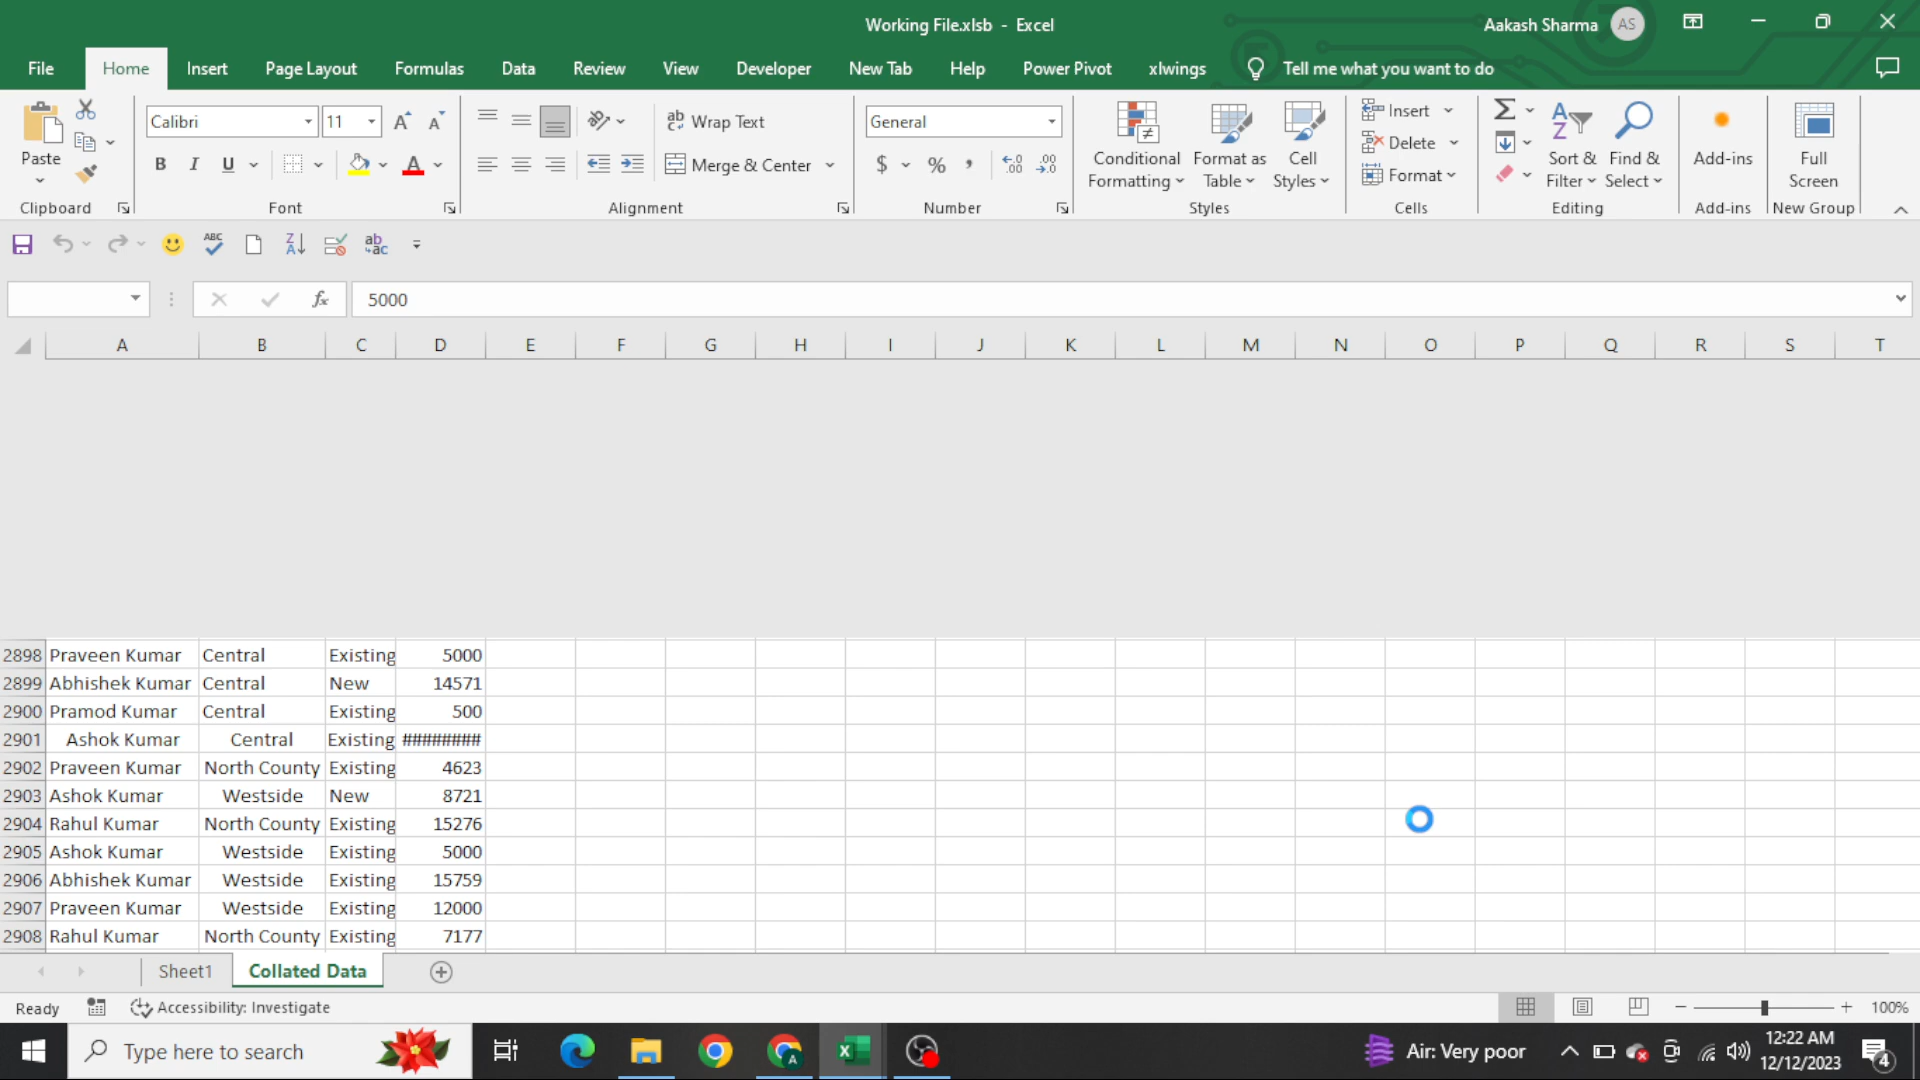 Working File.xlsb - Excel
Aakash Sharma AS
File Home Insert Page Layout Formulas Data Review View Developer New Tab Help Power Pivot xlwings Tell me what you want to do
Calibri 11
ab Wrap Text
General
Insert
Paste
B I U A
Merge & Center
$ % , .00
Conditional Formatting
Format as Table
Cell Styles
Delete
Format
Sort & Filter
Find & Select
Add-ins
Full Screen
Clipboard Font Alignment Number Styles Cells Editing Add-ins New Group
ABC
ab ac
fx 5000
A B C D E F G H I J K L M N O P Q R S T
2898 Praveen Kumar Central Existing 5000
2899 Abhishek Kumar Central New 14571
2900 Pramod Kumar Central Existing 500
2901 Ashok Kumar Central Existing ########
2902 Praveen Kumar North County Existing 4623
2903 Ashok Kumar Westside New 8721
2904 Rahul Kumar North County Existing 15276
2905 Ashok Kumar Westside Existing 5000
2906 Abhishek Kumar Westside Existing 15759
2907 Praveen Kumar Westside Existing 12000
2908 Rahul Kumar North County Existing 7177
Sheet1 Collated Data
Ready Accessibility: Investigate 100%
Type here to search
Air: Very poor
12:22 AM
12/12/2023
4